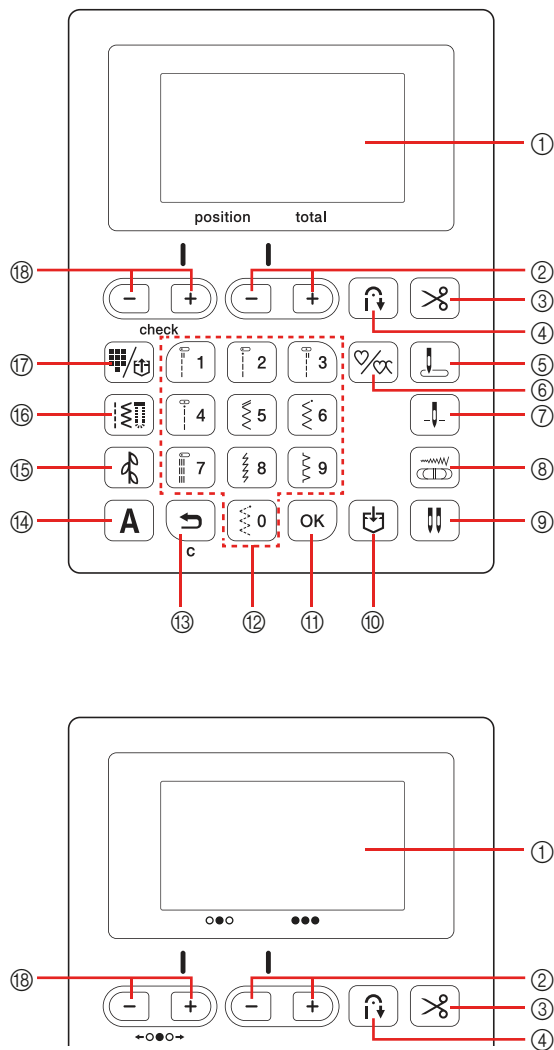 ①
position total
⑱ − + − + ② ③
④
check
⑰ 1 2 3 ⑤
⑥
⑯ 4 5 6 ⑦
⑮ 7 8 9 ⑧
⑭ A 0 OK ⑨
c
⑬ ⑫ ⑪ ⑩
①
⑱ − + − + ② ③
④